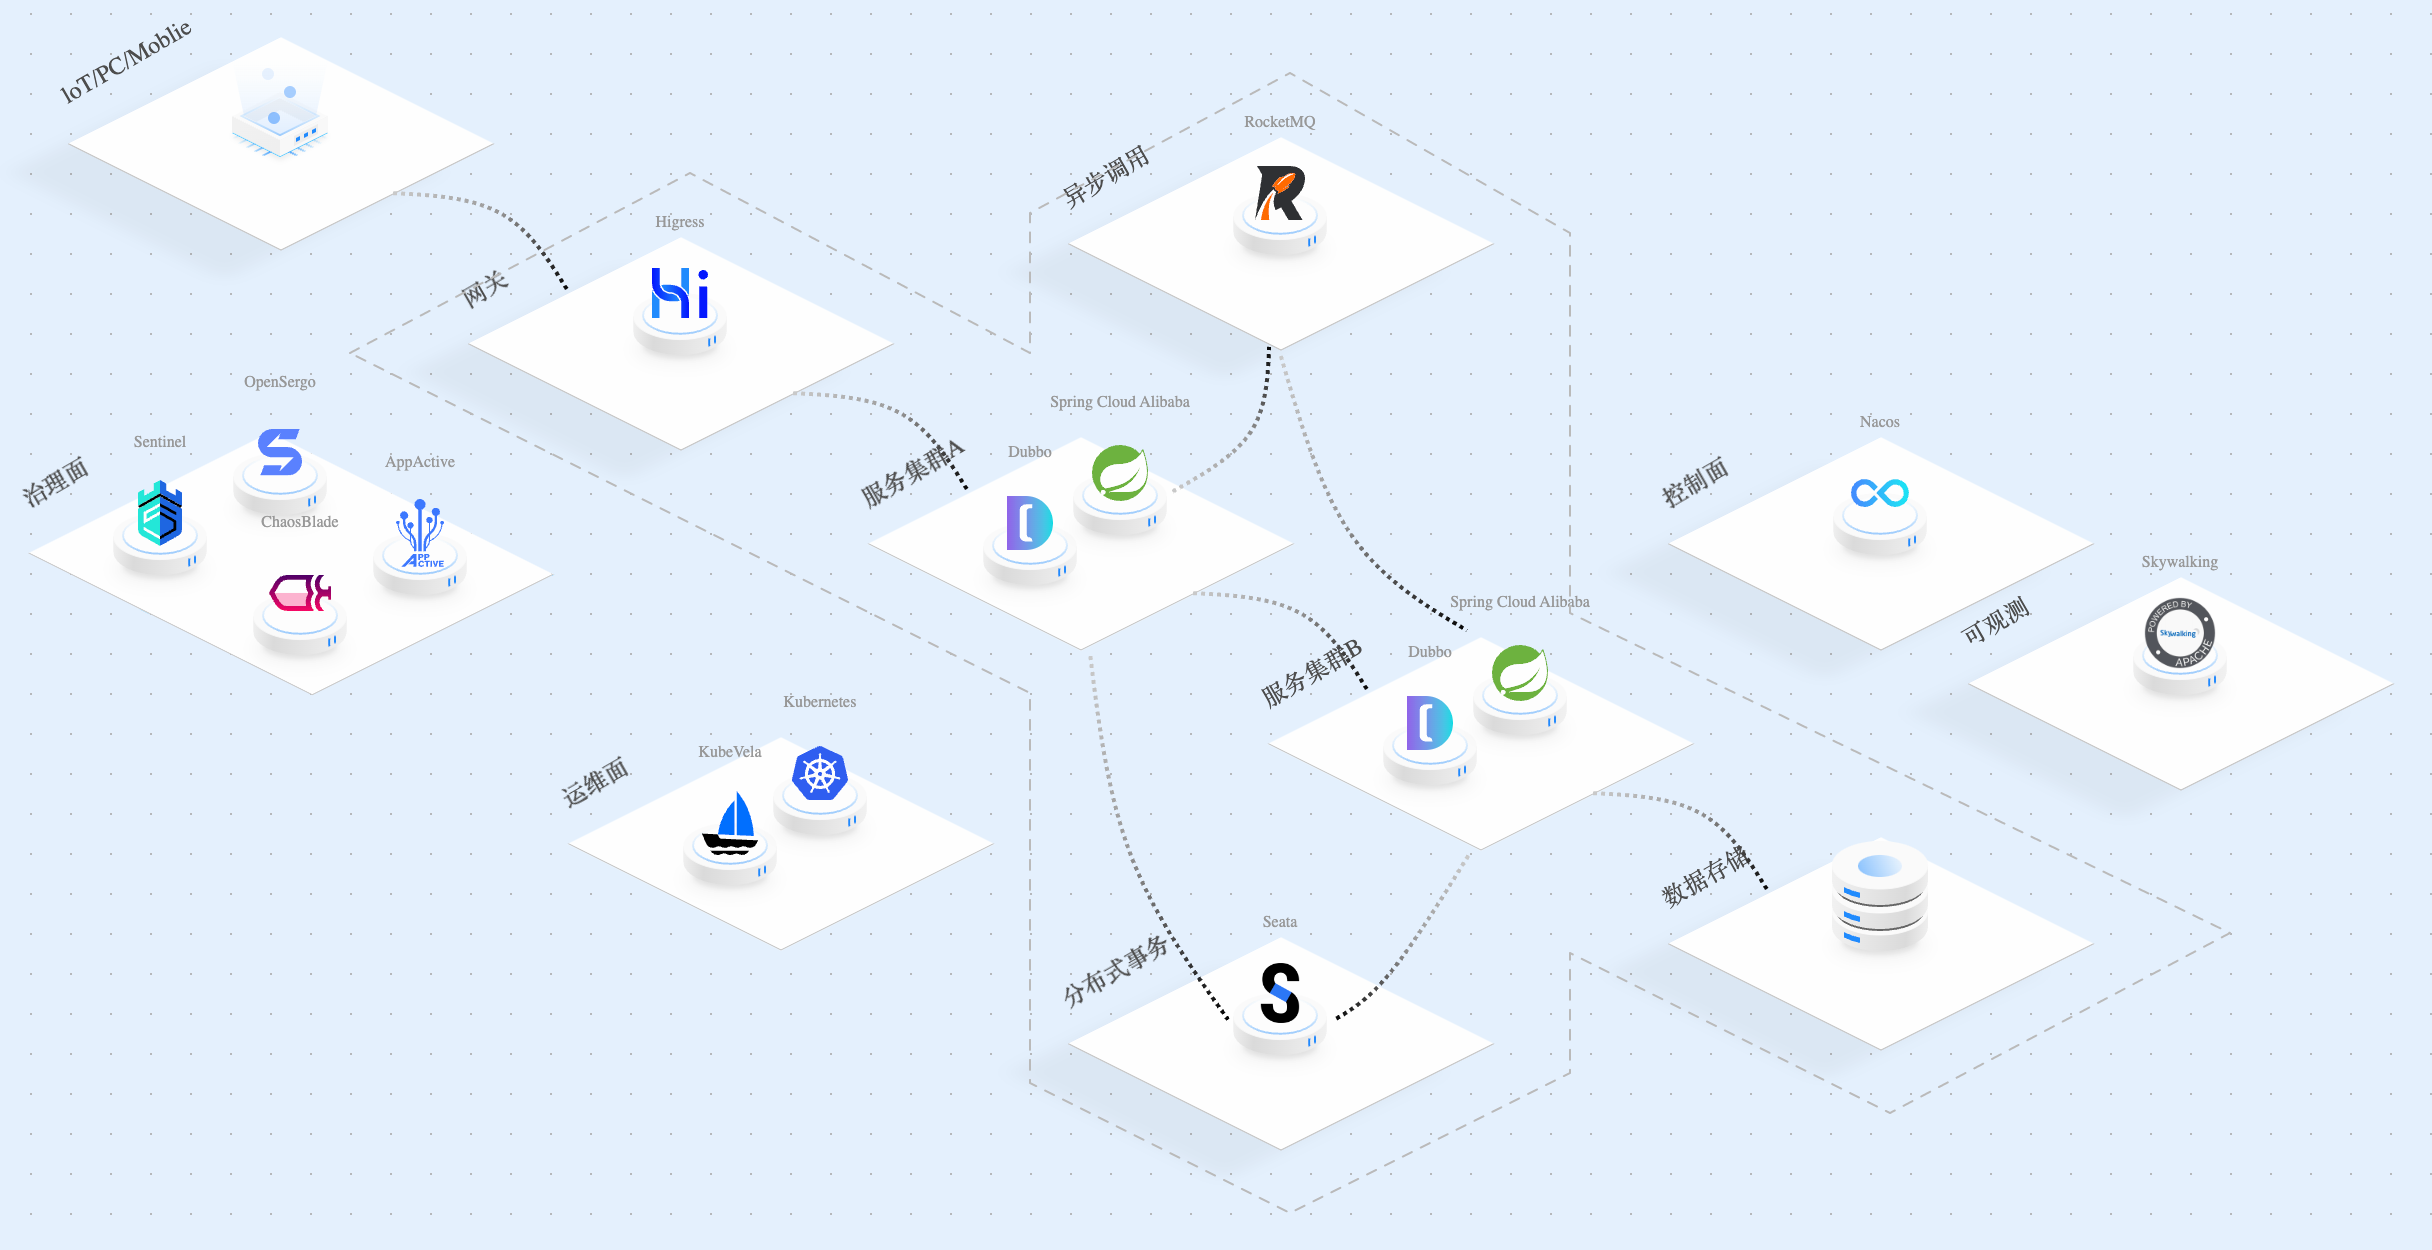 IoT/PC/Moblie
RocketMQ
异步调用
Higress
网关
OpenSergo
Sentinel
AppActive
治理面
ChaosBlade
APP
ACTIVE
Spring Cloud Alibaba
Dubbo
服务集群A
Nacos
控制面
Skywalking
可观测
POWERED BY
Skywalking
APACHE
Spring Cloud Alibaba
Dubbo
服务集群B
Kubernetes
KubeVela
运维面
数据存储
Seata
分布式事务